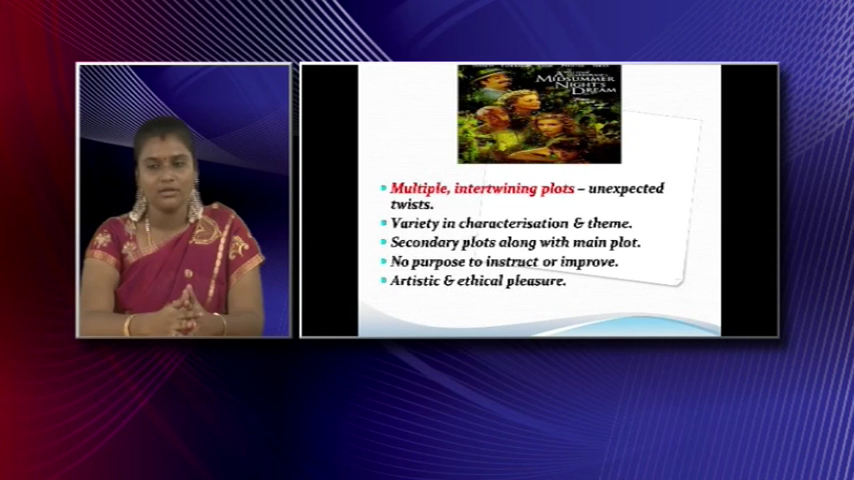 MIDSUMMER
NIGHT'S
DREAM
Multiple, intertwining plots – unexpected
twists.
Variety in characterisation & theme.
Secondary plots along with main plot.
No purpose to instruct or improve.
Artistic & ethical pleasure.